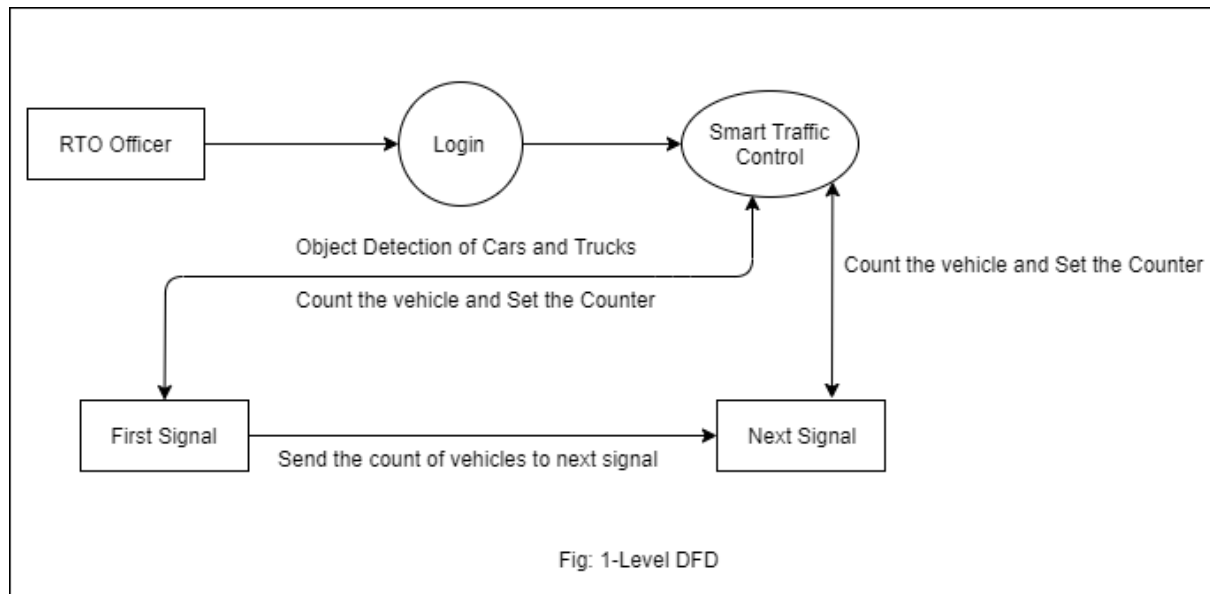 RTO Officer
Login
Smart Traffic
Control
Object Detection of Cars and Trucks
Count the vehicle and Set the Counter
Count the vehicle and Set the Counter
First Signal
Next Signal
Send the count of vehicles to next signal
Fig: 1-Level DFD